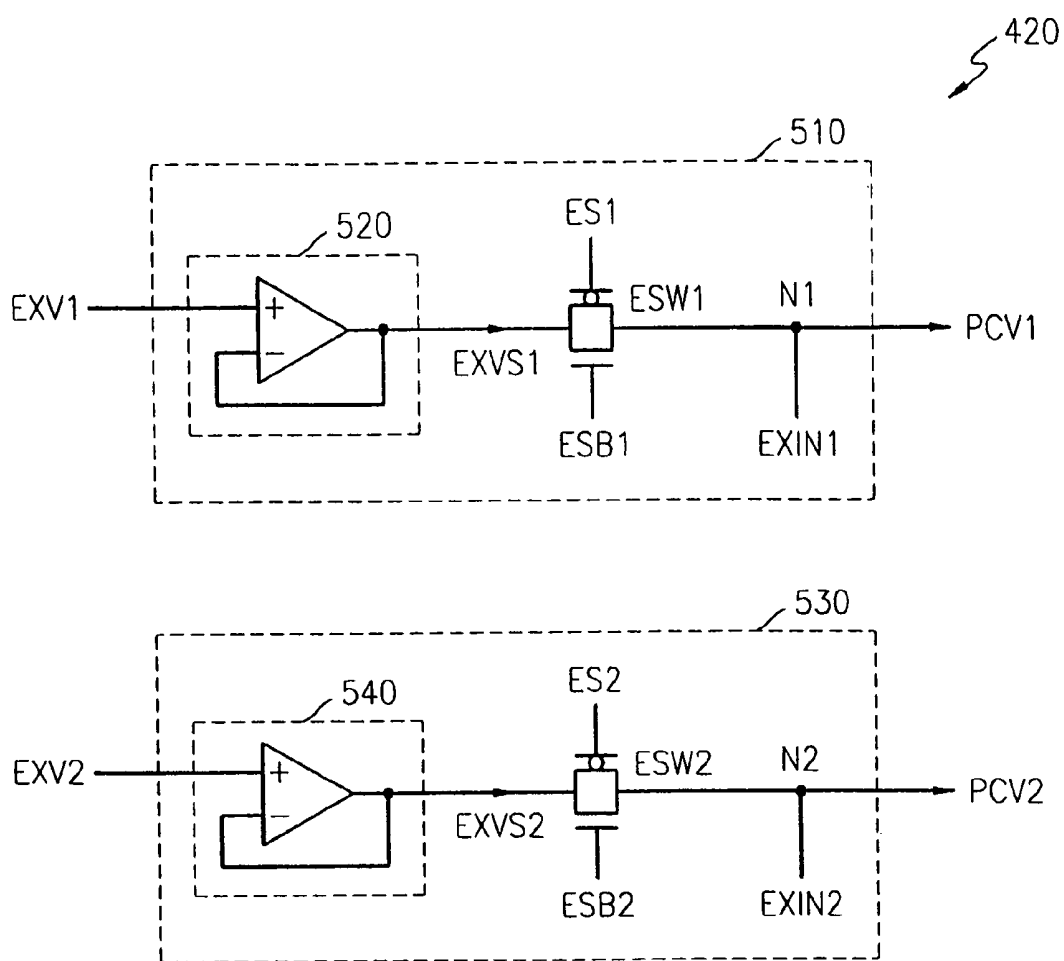 420
510
520
ES1
EXV1
+
−
EXVS1
ESW1
N1
PCV1
ESB1
EXIN1
530
540
ES2
EXV2
+
−
EXVS2
ESW2
N2
PCV2
ESB2
EXIN2